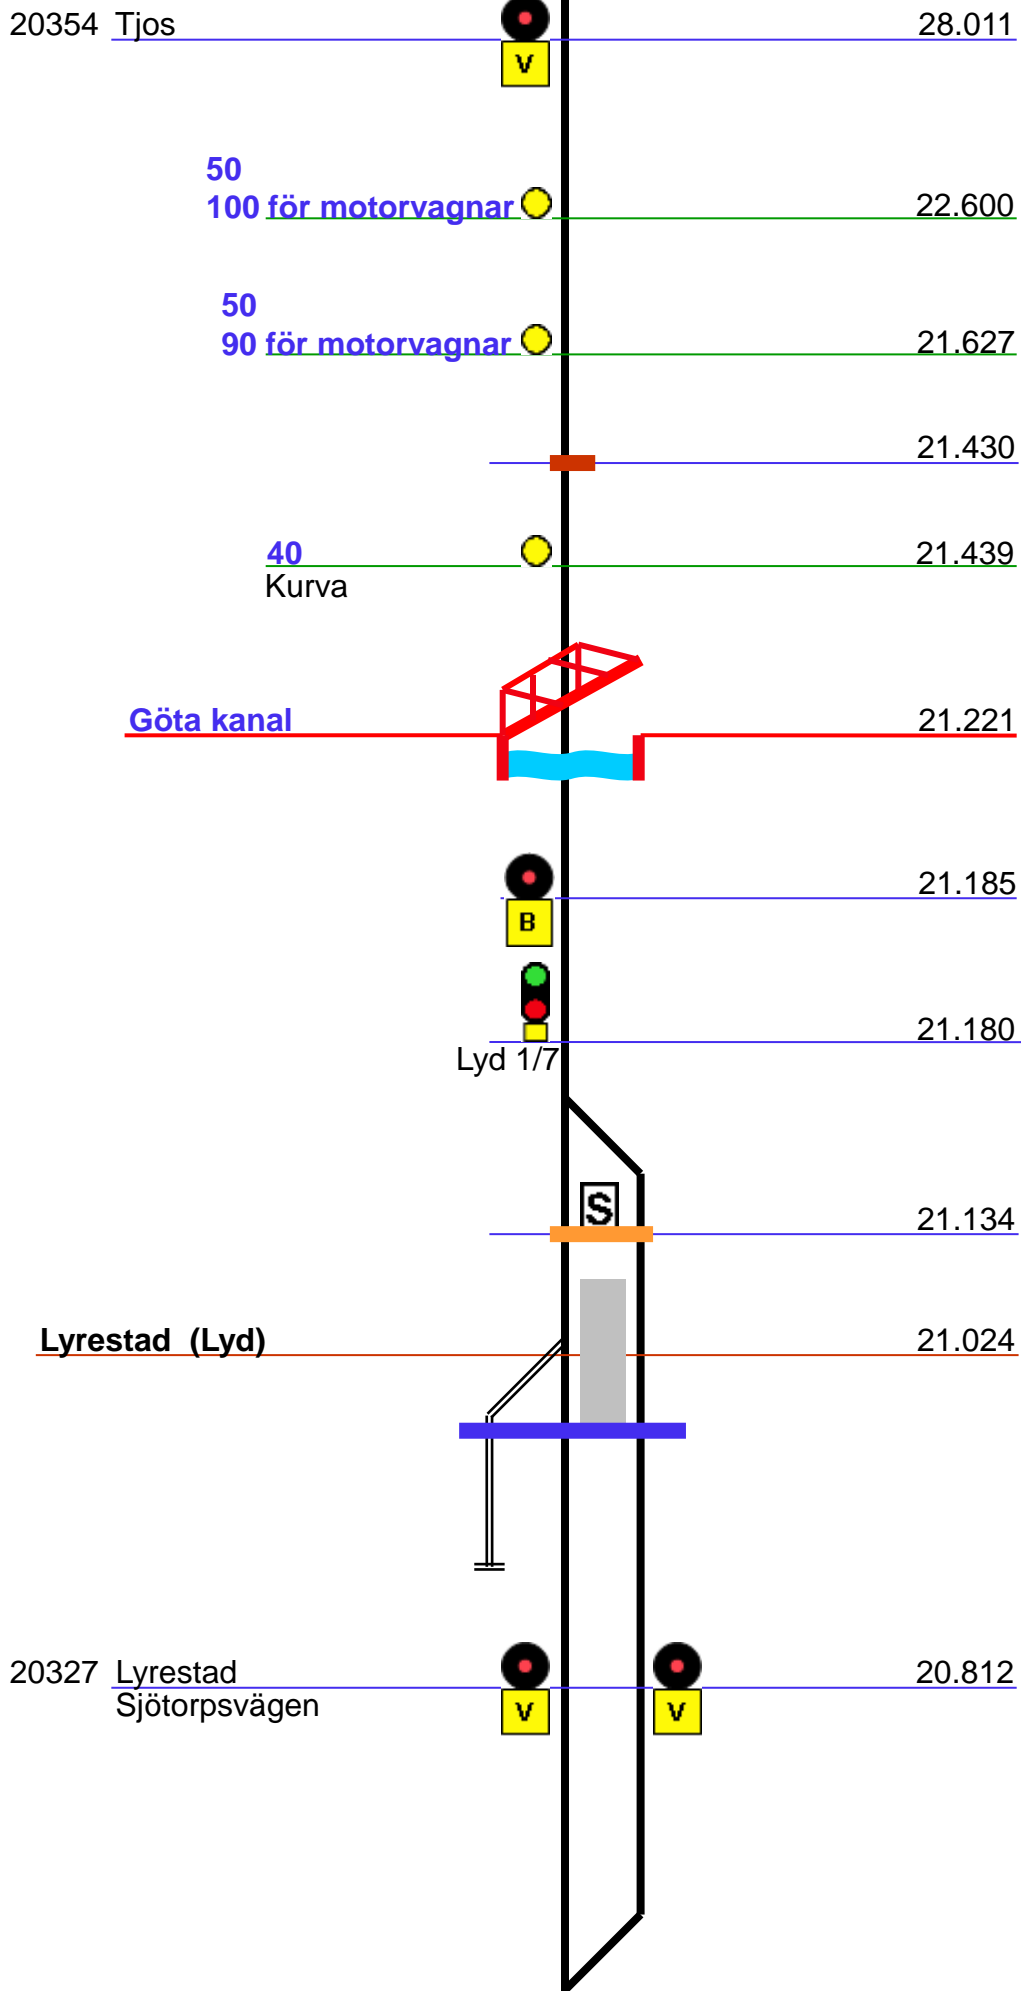 20354 Tjos 28.011
V
50
100 för motorvagnar 22.600
50
90 för motorvagnar 21.627
21.430
40 21.439
Kurva
Göta kanal 21.221
21.185
B
21.180
Lyd 1/7
S
21.134
Lyrestad (Lyd) 21.024
20327 Lyrestad 20.812
Sjötorpsvägen
V V